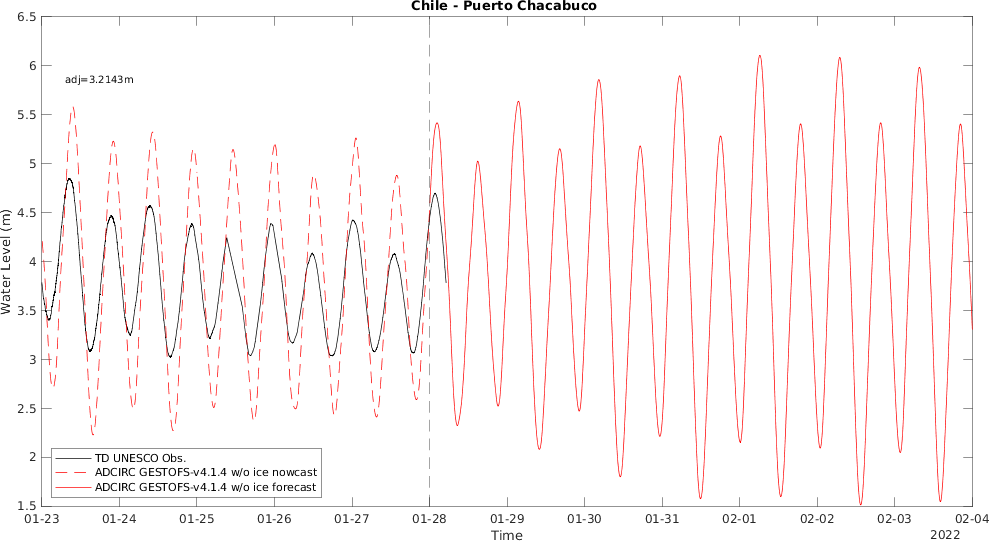 Chile - Puerto Chacabuco
6.5
6
5.5
5
4.5
4
3.5
3
2.5
2
1.5
Water Level (m)
adj=3.2143m
TD UNESCO Obs.
ADCIRC GESTOFS-v4.1.4 w/o ice nowcast
ADCIRC GESTOFS-v4.1.4 w/o ice forecast
01-23 01-24 01-25 01-26 01-27 01-28 01-29 01-30 01-31 02-01 02-02 02-03 02-04
Time
2022